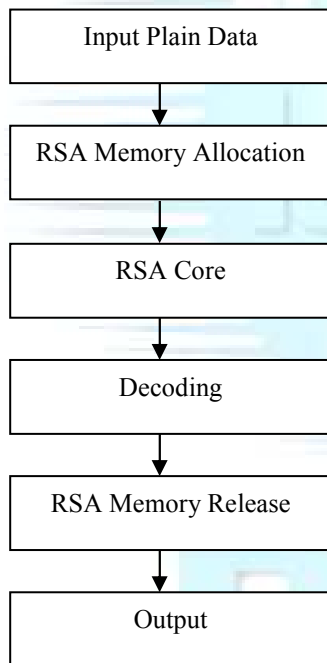 Input Plain Data
RSA Memory Allocation
RSA Core
Decoding
RSA Memory Release
Output